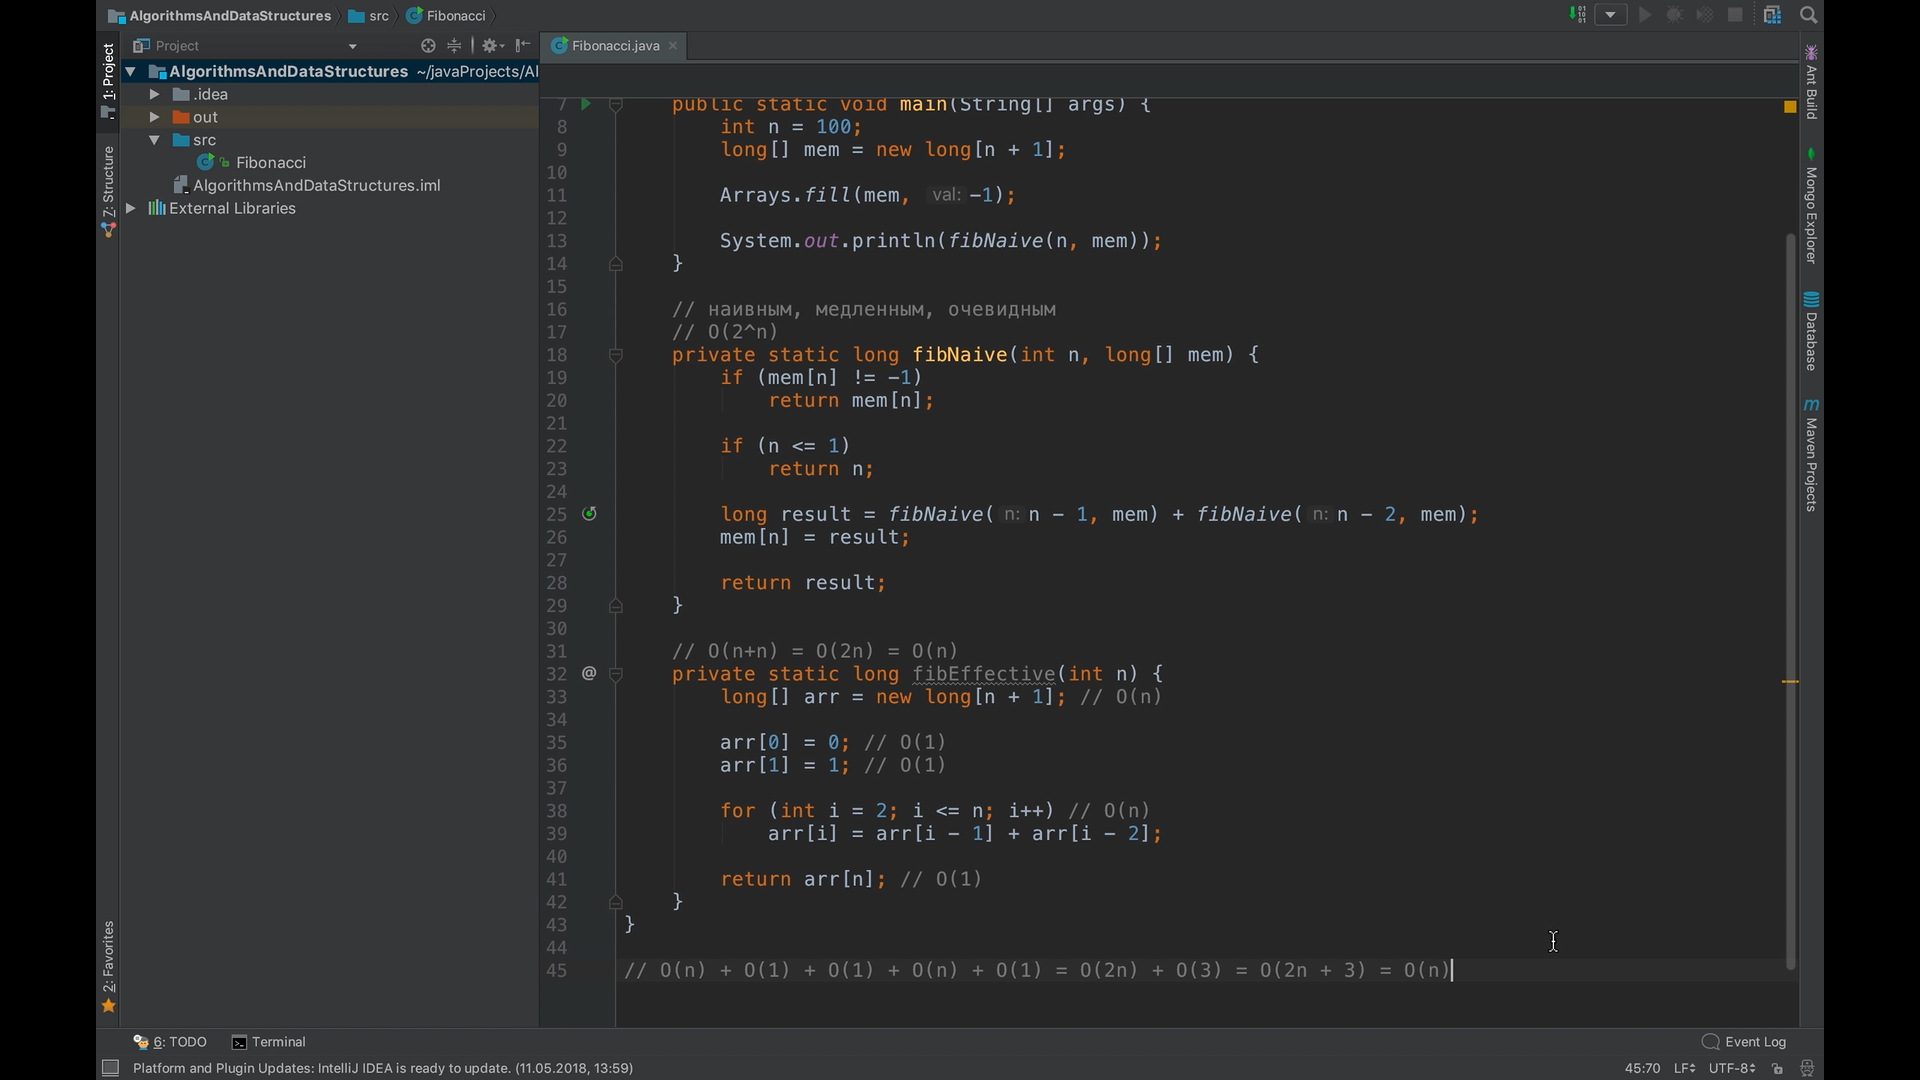 AlgorithmsAndDataStructures src Fibonacci
1: Project
Project
Fibonacci.java
AlgorithmsAndDataStructures ~/javaProjects/Al
.idea
out
src
Fibonacci
AlgorithmsAndDataStructures.iml
External Libraries
7: Structure
2: Favorites
7 public static void main(String[] args) {
8 int n = 100;
9 long[] mem = new long[n + 1];
10
11 Arrays.fill(mem, val: -1);
12
13 System.out.println(fibNaive(n, mem));
14 }
15
16 // наивным, медленным, очевидным
17 // O(2^n)
18 private static long fibNaive(int n, long[] mem) {
19 if (mem[n] != -1)
20 return mem[n];
21
22 if (n <= 1)
23 return n;
24
25 long result = fibNaive( n: n - 1, mem) + fibNaive( n: n - 2, mem);
26 mem[n] = result;
27
28 return result;
29 }
30
31 // O(n+n) = O(2n) = O(n)
32 @ private static long fibEffective(int n) {
33 long[] arr = new long[n + 1]; // O(n)
34
35 arr[0] = 0; // O(1)
36 arr[1] = 1; // O(1)
37
38 for (int i = 2; i <= n; i++) // O(n)
39 arr[i] = arr[i - 1] + arr[i - 2];
40
41 return arr[n]; // O(1)
42 }
43 }
44
45 // O(n) + O(1) + O(1) + O(n) + O(1) = O(2n) + O(3) = O(2n + 3) = O(n)
Ant Build
Mongo Explorer
Database
m Maven Projects
6: TODO Terminal Event Log
Platform and Plugin Updates: IntelliJ IDEA is ready to update. (11.05.2018, 13:59) 45:70 LF UTF-8